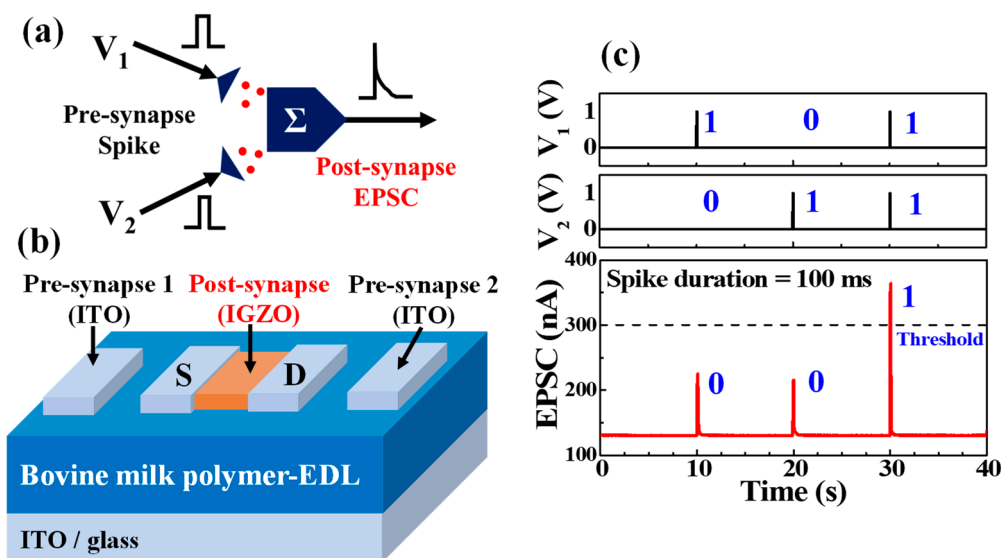 (a)
V1
Pre-synapse
Spike
V2
Σ
Post-synapse
EPSC
(b)
Pre-synapse 1
(ITO)
Post-synapse
(IGZO)
Pre-synapse 2
(ITO)
S
D
Bovine milk polymer-EDL
ITO / glass
(c)
V1 (V)
1
0
1 0 1
V2 (V)
1
0
0 1 1
EPSC (nA)
400
300
200
100
Spike duration = 100 ms
1
Threshold
0 0
0 10 20 30 40
Time (s)